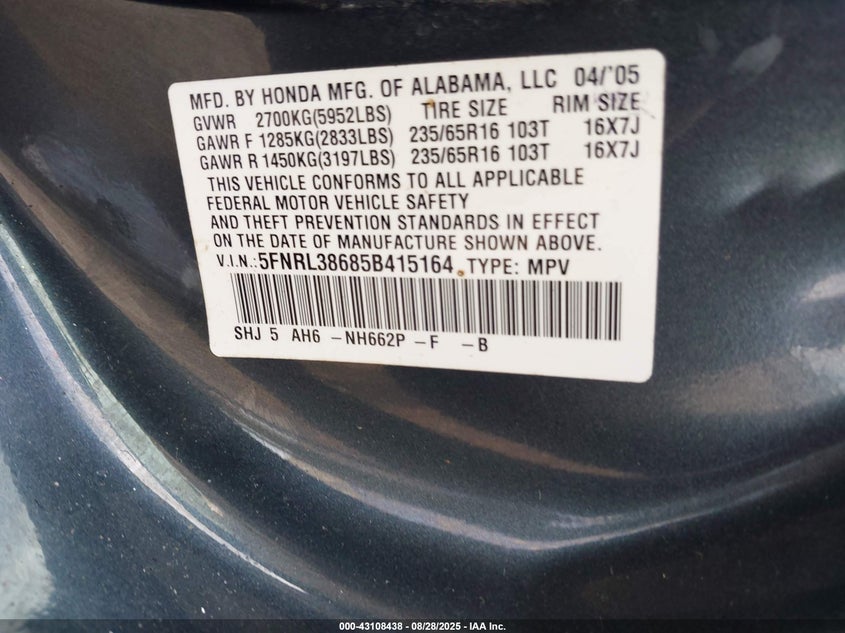 MFD. BY HONDA MFG. OF ALABAMA, LLC 04/'05
GVWR 2700KG(5952LBS) TIRE SIZE RIM SIZE
GAWR F 1285KG(2833LBS) 235/65R16 103T 16X7J
GAWR R 1450KG(3197LBS) 235/65R16 103T 16X7J
THIS VEHICLE CONFORMS TO ALL APPLICABLE
FEDERAL MOTOR VEHICLE SAFETY
AND THEFT PREVENTION STANDARDS IN EFFECT
ON THE DATE OF MANUFACTURE SHOWN ABOVE.
V.I.N.:5FNRL38685B415164 TYPE: MPV
SHJ 5 AH6 -NH662P -F -B
000-43108438 - 08/28/2025 - IAA Inc.